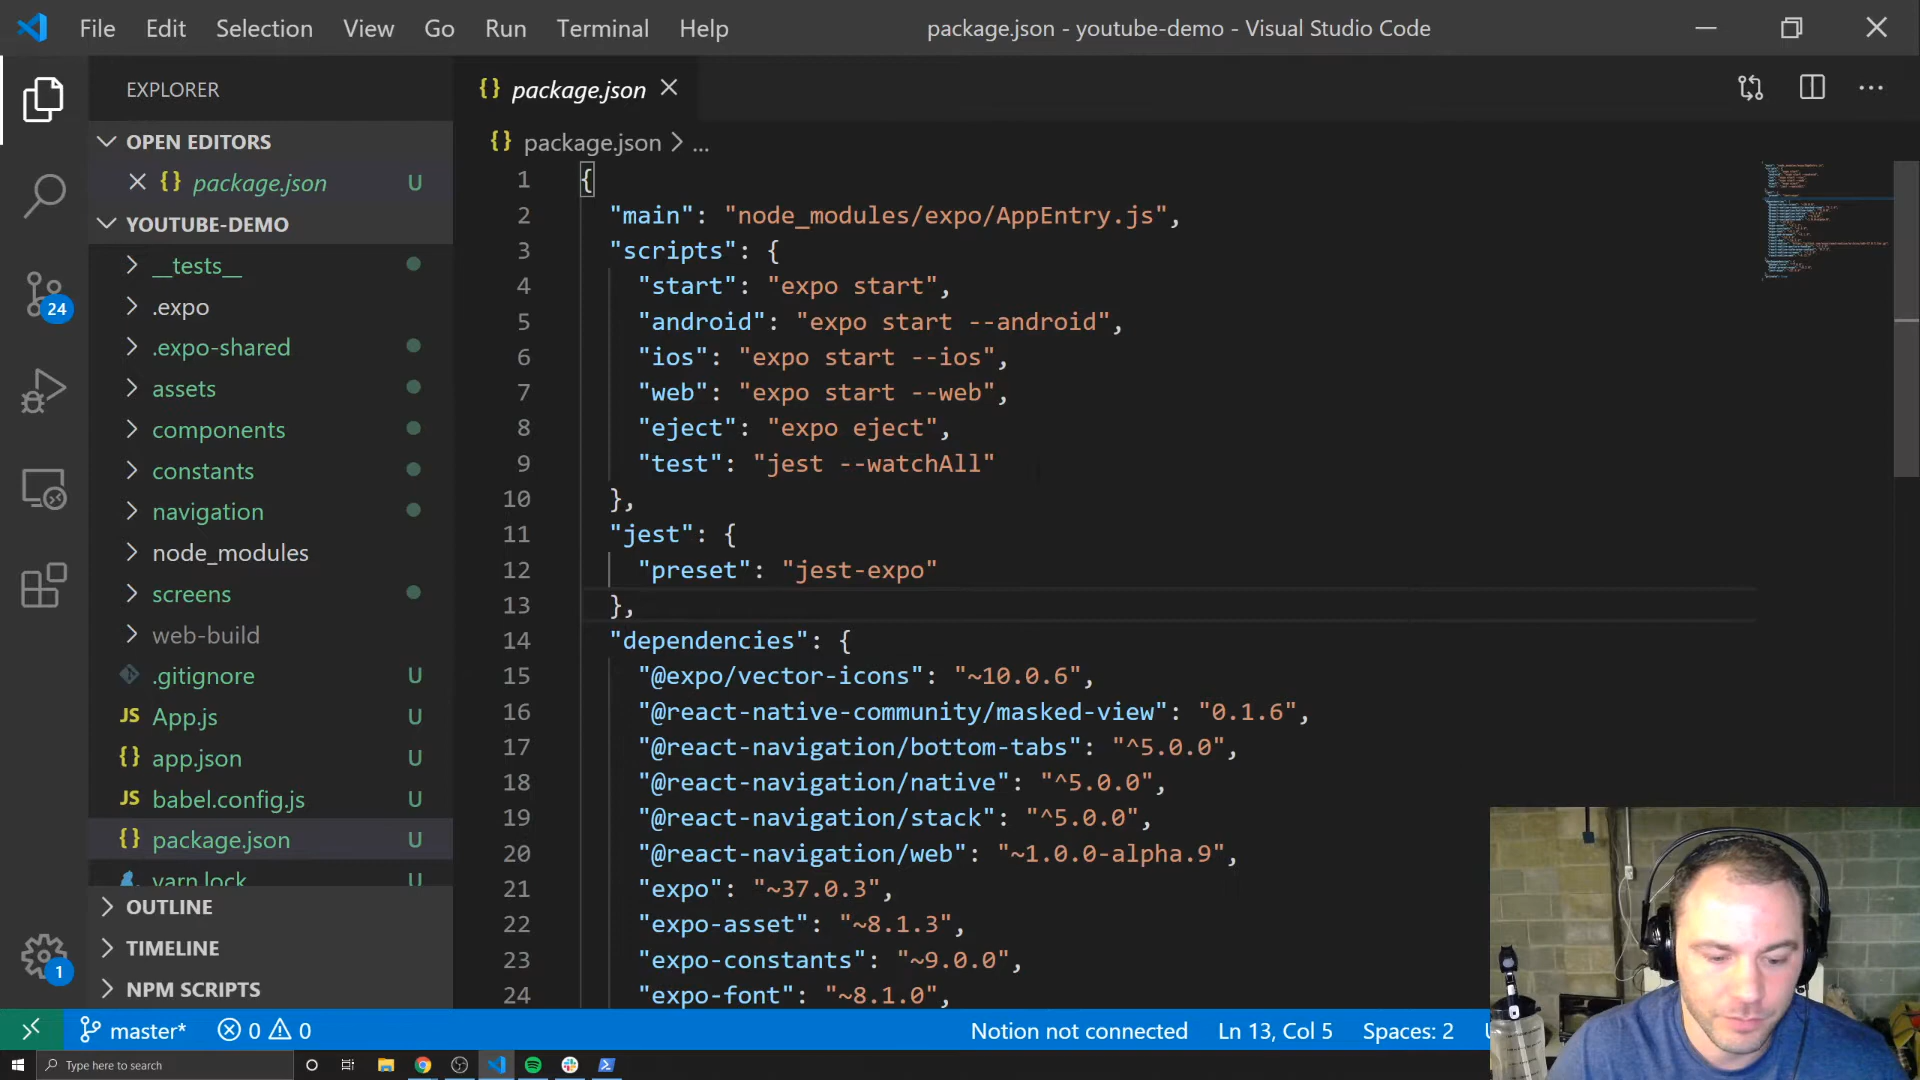 File Edit Selection View Go Run Terminal Help
package.json - youtube-demo - Visual Studio Code
EXPLORER
OPEN EDITORS
package.json U
YOUTUBE-DEMO
__tests__
.expo
.expo-shared
assets
components
constants
navigation
node_modules
screens
web-build
.gitignore U
App.js U
app.json U
babel.config.js U
package.json U
yarn.lock U
OUTLINE
TIMELINE
NPM SCRIPTS
24
1
package.json
package.json > ...
1 {
2 "main": "node_modules/expo/AppEntry.js",
3 "scripts": {
4 "start": "expo start",
5 "android": "expo start --android",
6 "ios": "expo start --ios",
7 "web": "expo start --web",
8 "eject": "expo eject",
9 "test": "jest --watchAll"
10 },
11 "jest": {
12 "preset": "jest-expo"
13 },
14 "dependencies": {
15 "@expo/vector-icons": "~10.0.6",
16 "@react-native-community/masked-view": "0.1.6",
17 "@react-navigation/bottom-tabs": "^5.0.0",
18 "@react-navigation/native": "^5.0.0",
19 "@react-navigation/stack": "^5.0.0",
20 "@react-navigation/web": "~1.0.0-alpha.9",
21 "expo": "~37.0.3",
22 "expo-asset": "~8.1.3",
23 "expo-constants": "~9.0.0",
24 "expo-font": "~8.1.0",
master* 0 0 Notion not connected Ln 13, Col 5 Spaces: 2
Type here to search